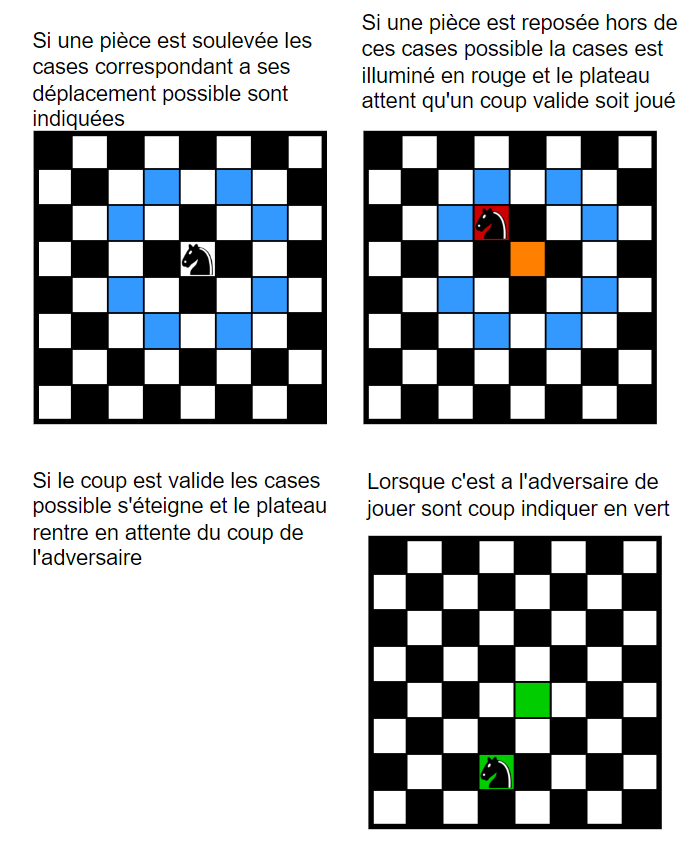 Si une pièce est soulevée les
cases correspondant a ses
déplacement possible sont
indiquées
Si une pièce est reposée hors de
ces cases possible la cases est
illuminé en rouge et le plateau
attent qu'un coup valide soit joué
Si le coup est valide les cases
possible s'éteigne et le plateau
rentre en attente du coup de
l'adversaire
Lorsque c'est a l'adversaire de
jouer sont coup indiquer en vert